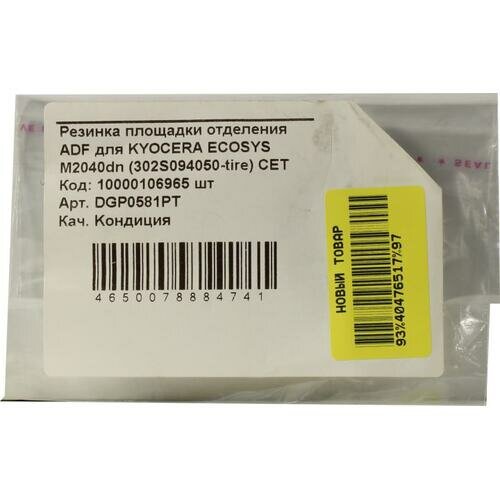 Резинка площадки отделения
ADF для KYOCERA ECOSYS
M2040dn (302S094050-tire) CET
Код: 10000106965 шт
Арт. DGP0581PT
Кач. Кондиция
4650078884741
НОВЫЙ ТОВАР
93%40476517%97
SEAL